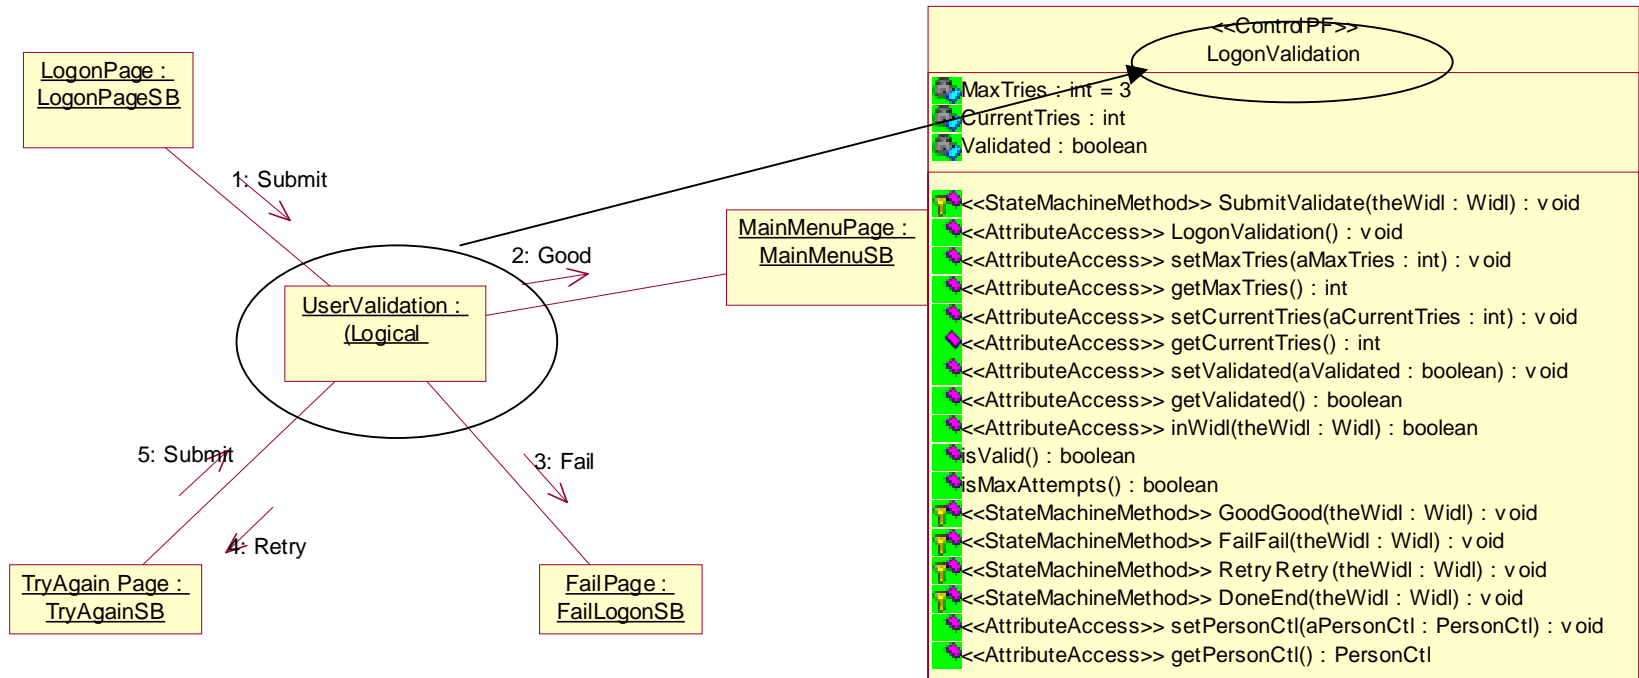 LogonPage :
LogonPageSB
1: Submit
2: Good
MainMenuPage :
MainMenuSB
UserValidation :
(Logical
5: Submit
3: Fail
4: Retry
TryAgain Page :
TryAgainSB
FailPage :
FailLogonSB
<<ControlPF>>
LogonValidation
MaxTries : int = 3
CurrentTries : int
Validated : boolean
<<StateMachineMethod>> SubmitValidate(theWidl : Widl) : void
<<AttributeAccess>> LogonValidation() : void
<<AttributeAccess>> setMaxTries(aMaxTries : int) : void
<<AttributeAccess>> getMaxTries() : int
<<AttributeAccess>> setCurrentTries(aCurrentTries : int) : void
<<AttributeAccess>> getCurrentTries() : int
<<AttributeAccess>> setValidated(aValidated : boolean) : void
<<AttributeAccess>> getValidated() : boolean
<<AttributeAccess>> inWidl(theWidl : Widl) : boolean
isValid() : boolean
isMaxAttempts() : boolean
<<StateMachineMethod>> GoodGood(theWidl : Widl) : void
<<StateMachineMethod>> FailFail(theWidl : Widl) : void
<<StateMachineMethod>> RetryRetry(theWidl : Widl) : void
<<StateMachineMethod>> DoneEnd(theWidl : Widl) : void
<<AttributeAccess>> setPersonCtl(aPersonCtl : PersonCtl) : void
<<AttributeAccess>> getPersonCtl() : PersonCtl